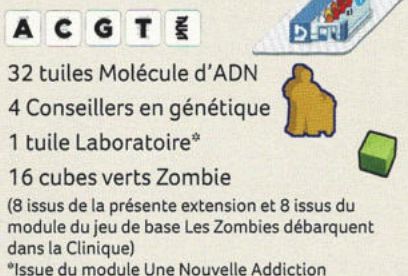 A C G T
32 tuiles Molécule d'ADN
4 Conseillers en génétique
1 tuile Laboratoire*
16 cubes verts Zombie
(8 issus de la présente extension et 8 issus du
module du jeu de base Les Zombies débarquent
dans la Clinique)
*Issue du module Une Nouvelle Addiction